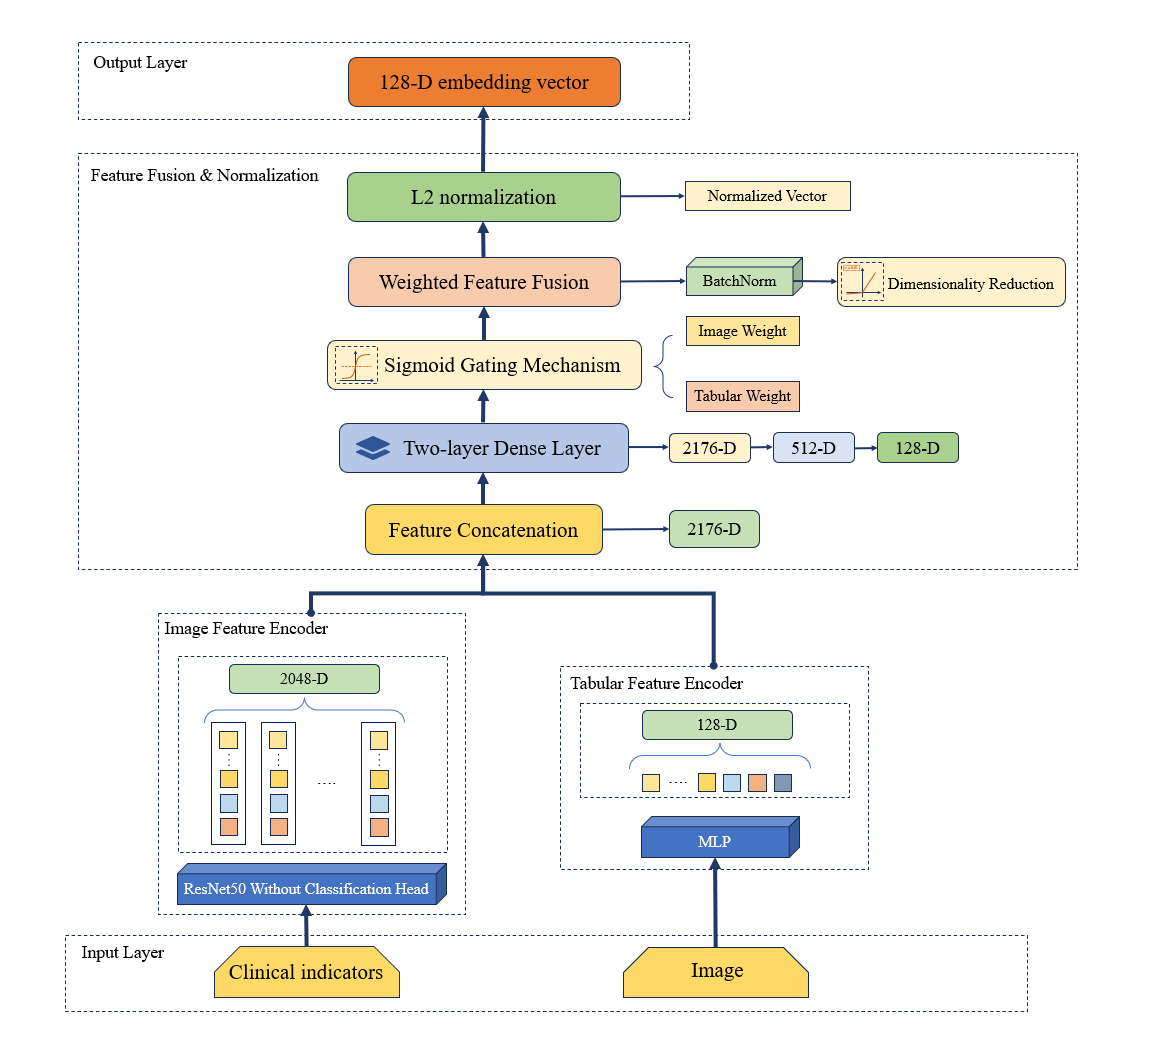 Output Layer
128-D embedding vector
Feature Fusion & Normalization
L2 normalization
Normalized Vector
Weighted Feature Fusion
BatchNorm
Dimensionality Reduction
Image Weight
Sigmoid Gating Mechanism
Tabular Weight
Two-layer Dense Layer
2176-D
512-D
128-D
Feature Concatenation
2176-D
Image Feature Encoder
2048-D
....
ResNet50 Without Classification Head
Tabular Feature Encoder
128-D
....
MLP
Input Layer
Clinical indicators
Image